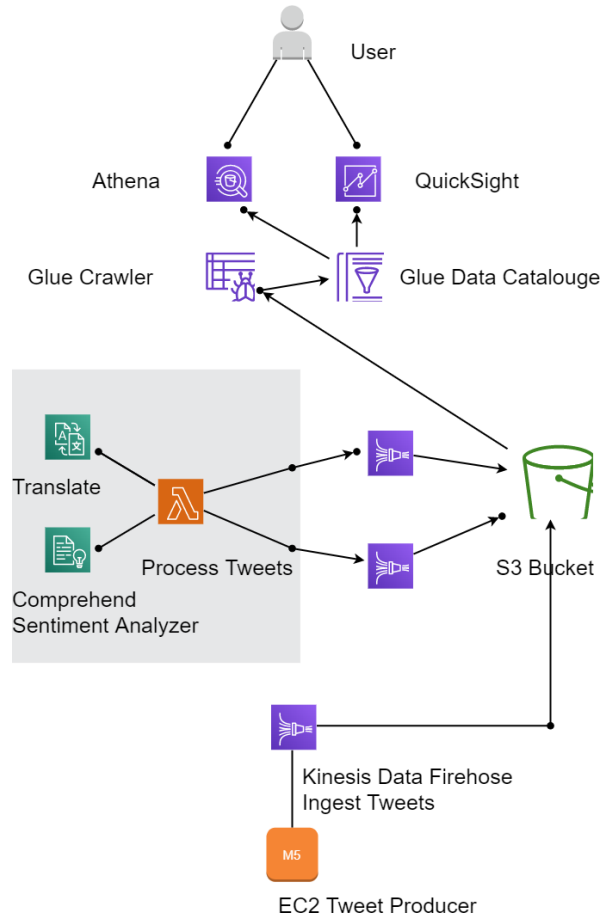 User
Athena
QuickSight
Glue Crawler
Glue Data Catalouge
A
文
Translate
λ
Process Tweets
S3 Bucket
Comprehend
Sentiment Analyzer
Kinesis Data Firehose
Ingest Tweets
M5
EC2 Tweet Producer